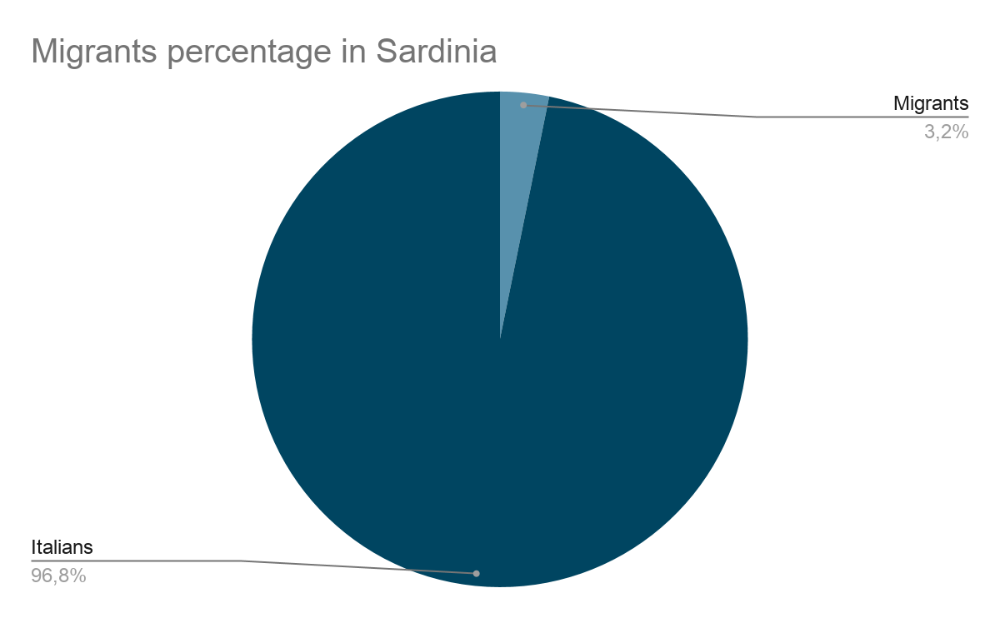 Migrants percentage in Sardinia
Migrants
3,2%
Italians
96,8%